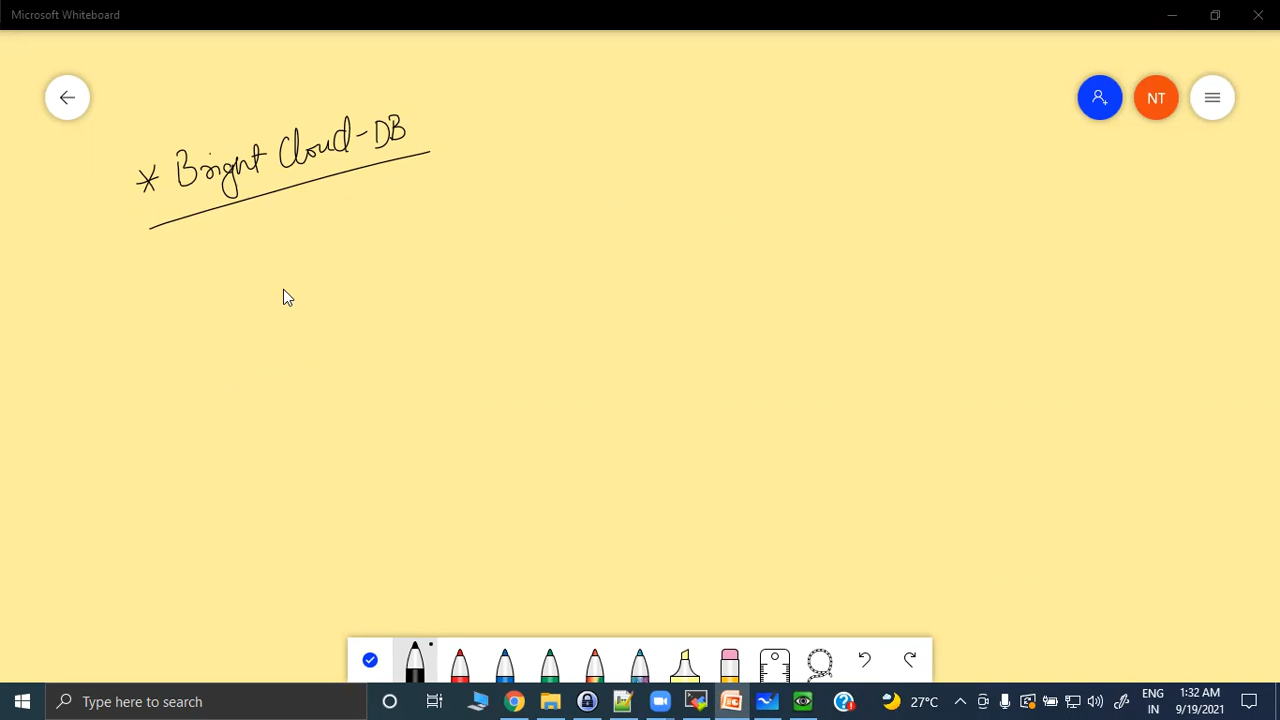 Microsoft Whiteboard
NT
* Bright Cloud-DB
Type here to search
27°C
ENG
IN
1:32 AM
9/19/2021